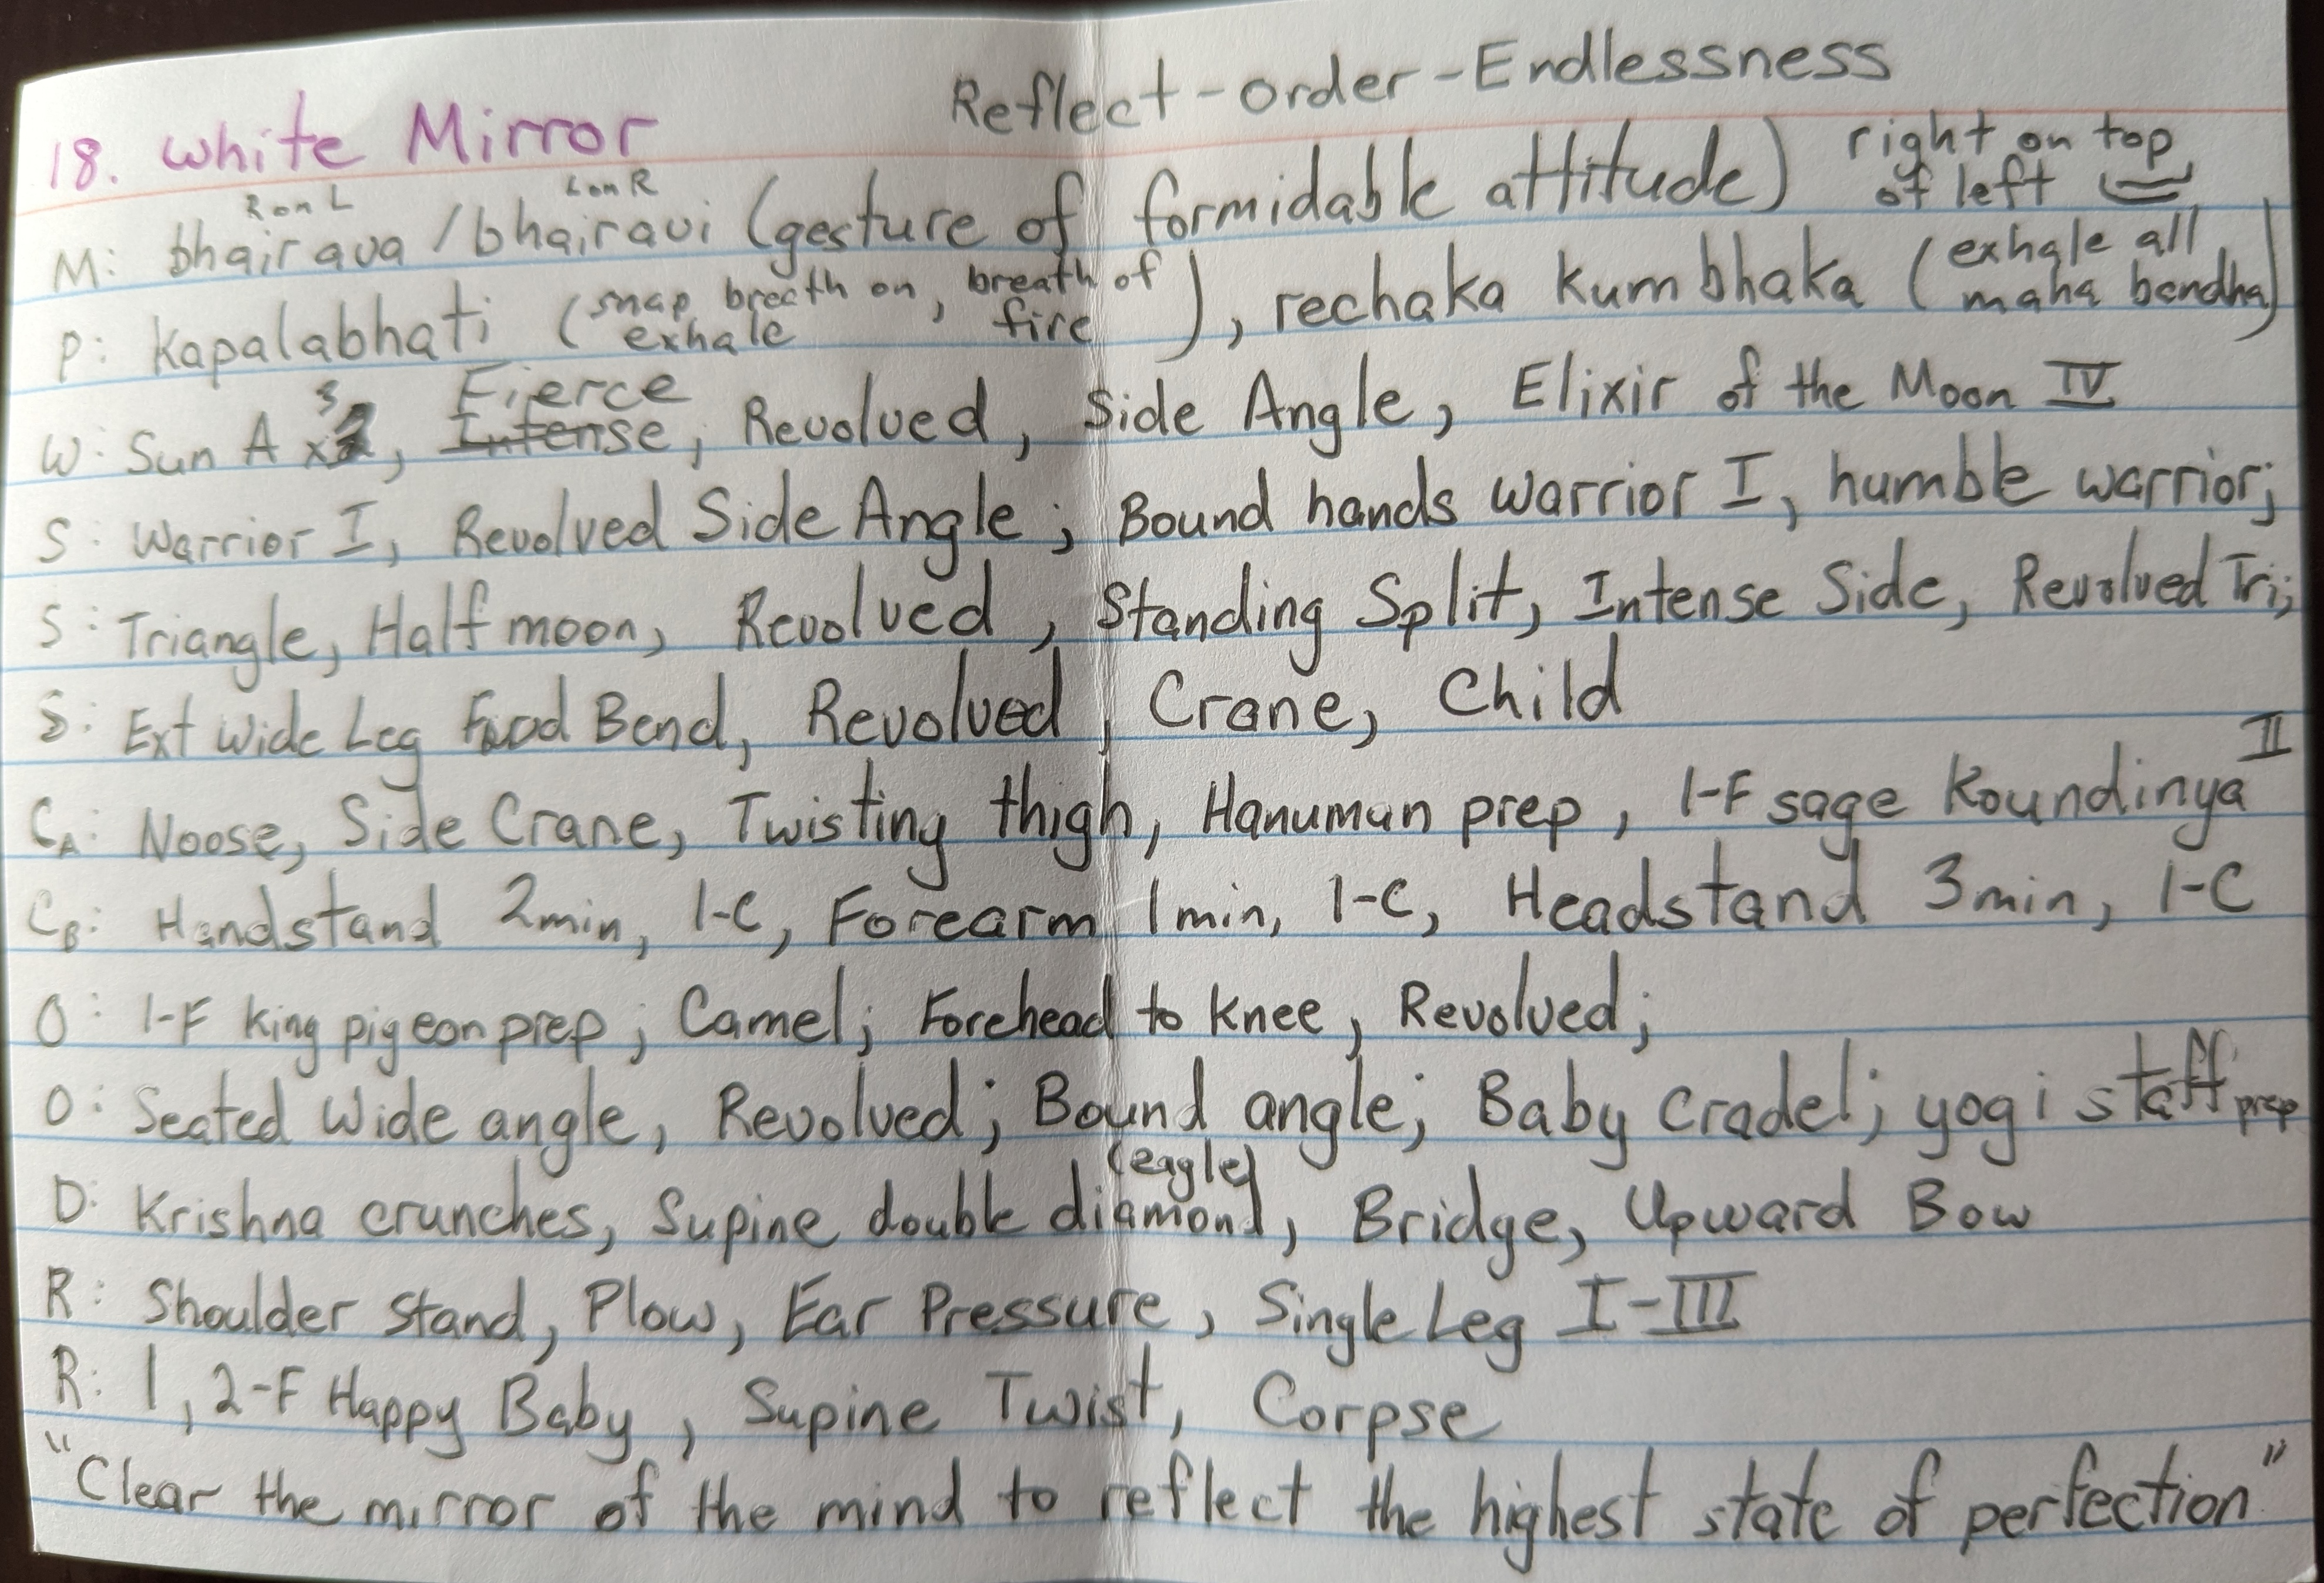 18. White Mirror Reflect-order-Endlessness
R on L L on R right on top
M: bhairava/bhairavi (gesture of formidable attitude) of left
P: Kapalabhati (snap breath on exhale, breath of fire), rechaka kumbhaka (exhale all, maha bandha)
W: Sun A x3, Intense Fierce, Revolved, Side Angle, Elixir of the Moon IV
S: Warrior I, Revolved Side Angle; Bound hands warrior I, humble warrior;
S: Triangle, Half moon, Revolved, Standing Split, Intense Side, Revolved Tri;
S: Ext Wide Leg Fwd Bend, Revolved, Crane, Child
CA: Noose, Side Crane, Twisting thigh, Hanuman prep, 1-F sage Koundinya II
CB: Handstand 2min, 1-C, Forearm 1min, 1-C, Headstand 3min, 1-C
O: 1-F king pigeon prep; Camel; Forehead to knee, Revolved;
O: Seated Wide angle, Revolved; Bound angle; Baby Cradel; yogi staff prep
D: Krishna crunches, Supine double diamond (eagle), Bridge, Upward Bow
R: Shoulder Stand, Plow, Ear Pressure, Single Leg I-III
R: 1, 2-F Happy Baby, Supine Twist, Corpse
"Clear the mirror of the mind to reflect the highest state of perfection"